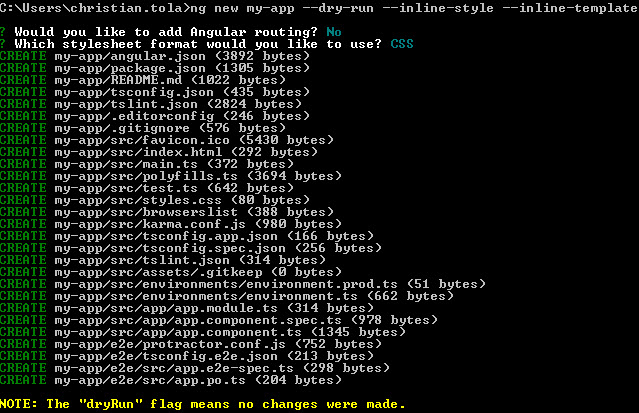 C:\Users\christian.tola>ng new my-app --dry-run --inline-style --inline-template
? Would you like to add Angular routing? No
? Which stylesheet format would you like to use? CSS
CREATE my-app/angular.json (3892 bytes)
CREATE my-app/package.json (1305 bytes)
CREATE my-app/README.md (1022 bytes)
CREATE my-app/tsconfig.json (435 bytes)
CREATE my-app/tslint.json (2824 bytes)
CREATE my-app/.editorconfig (246 bytes)
CREATE my-app/.gitignore (576 bytes)
CREATE my-app/src/favicon.ico (5430 bytes)
CREATE my-app/src/index.html (292 bytes)
CREATE my-app/src/main.ts (372 bytes)
CREATE my-app/src/polyfills.ts (3694 bytes)
CREATE my-app/src/test.ts (642 bytes)
CREATE my-app/src/styles.css (80 bytes)
CREATE my-app/src/browserslist (388 bytes)
CREATE my-app/src/karma.conf.js (980 bytes)
CREATE my-app/src/tsconfig.app.json (166 bytes)
CREATE my-app/src/tsconfig.spec.json (256 bytes)
CREATE my-app/src/tslint.json (314 bytes)
CREATE my-app/src/assets/.gitkeep (0 bytes)
CREATE my-app/src/environments/environment.prod.ts (51 bytes)
CREATE my-app/src/environments/environment.ts (662 bytes)
CREATE my-app/src/app/app.module.ts (314 bytes)
CREATE my-app/src/app/app.component.spec.ts (978 bytes)
CREATE my-app/src/app/app.component.ts (1345 bytes)
CREATE my-app/e2e/protractor.conf.js (752 bytes)
CREATE my-app/e2e/tsconfig.e2e.json (213 bytes)
CREATE my-app/e2e/src/app.e2e-spec.ts (298 bytes)
CREATE my-app/e2e/src/app.po.ts (204 bytes)
NOTE: The "dryRun" flag means no changes were made.